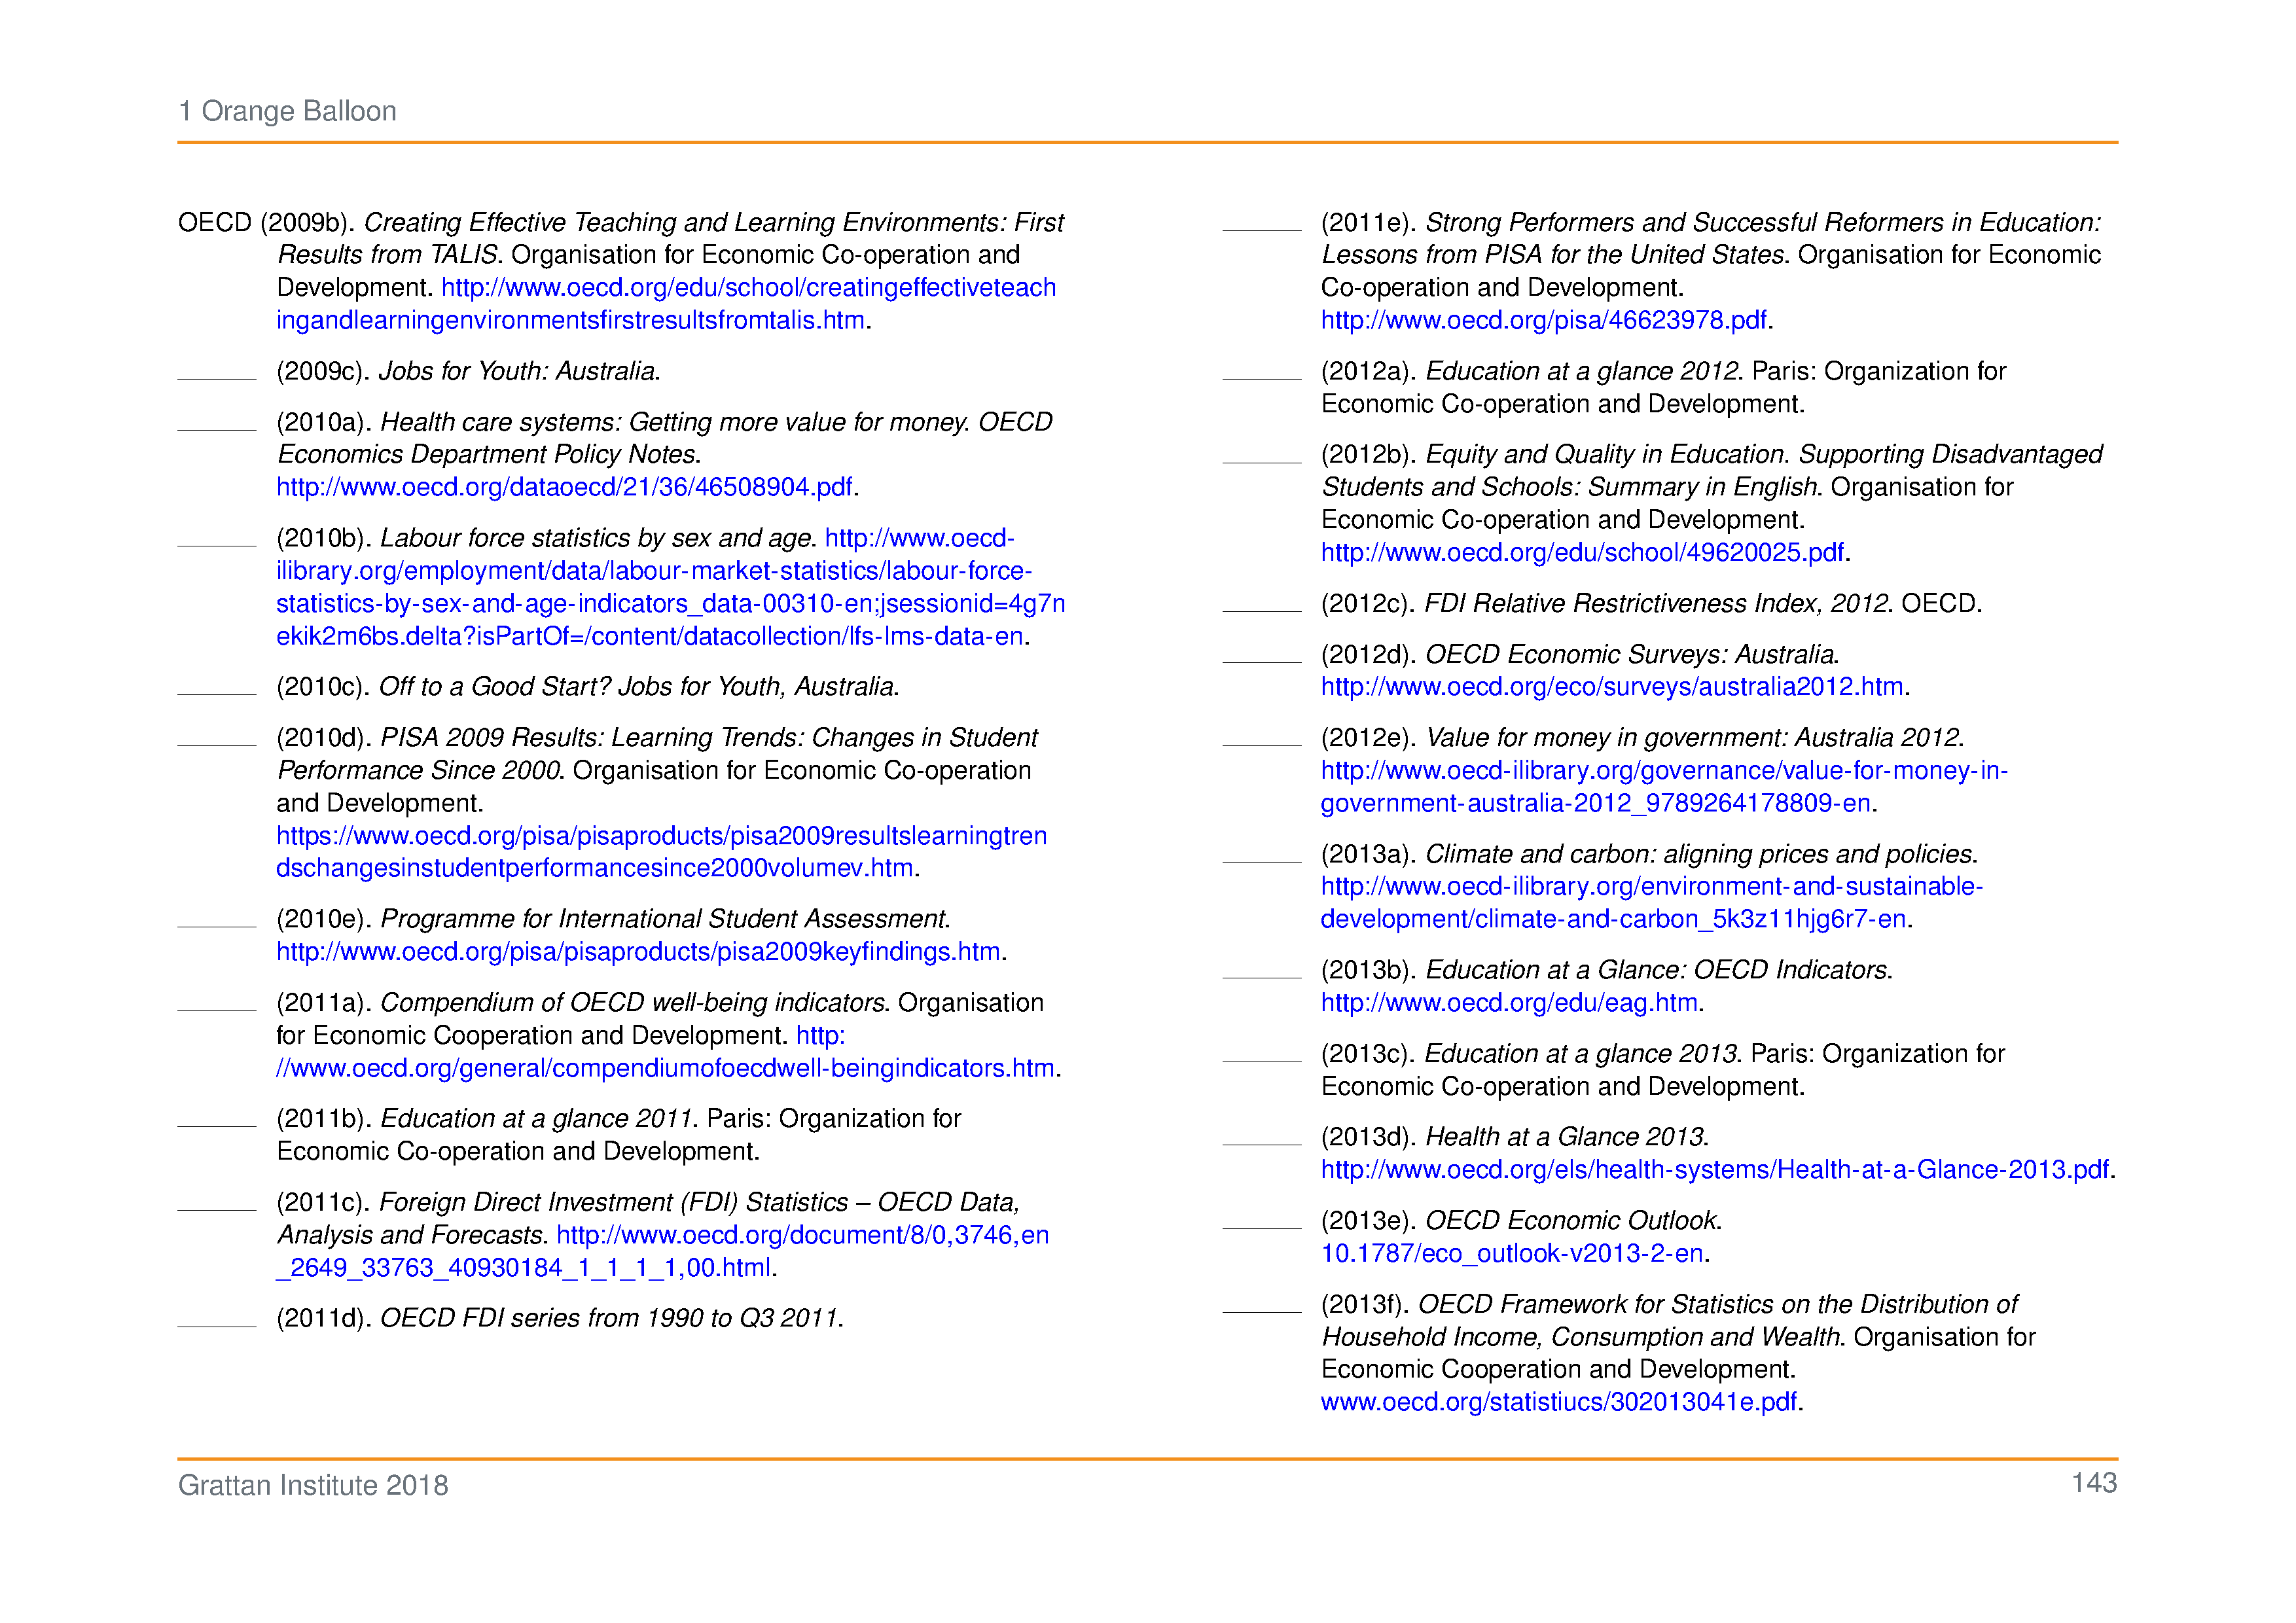 1 Orange Balloon
OECD (2009b). Creating Effective Teaching and Learning Environments: First
Results from TALIS. Organisation for Economic Co-operation and
Development. http://www.oecd.org/edu/school/creatingeffectiveteach
ingandlearningenvironmentsfirstresultsfromtalis.htm.
(2009c). Jobs for Youth: Australia.
(2010a). Health care systems: Getting more value for money. OECD
Economics Department Policy Notes.
http://www.oecd.org/dataoecd/21/36/46508904.pdf.
(2010b). Labour force statistics by sex and age. http://www.oecd-
ilibrary.org/employment/data/labour-market-statistics/labour-force-
statistics-by-sex-and-age-indicators_data-00310-en;jsessionid=4g7n
ekik2m6bs.delta?isPartOf=/content/datacollection/lfs-lms-data-en.
(2010c). Off to a Good Start? Jobs for Youth, Australia.
(2010d). PISA 2009 Results: Learning Trends: Changes in Student
Performance Since 2000. Organisation for Economic Co-operation
and Development.
https://www.oecd.org/pisa/pisaproducts/pisa2009resultslearningtren
dschangesinstudentperformancesince2000volumev.htm.
(2010e). Programme for International Student Assessment.
http://www.oecd.org/pisa/pisaproducts/pisa2009keyfindings.htm.
(2011a). Compendium of OECD well-being indicators. Organisation
for Economic Cooperation and Development. http:
//www.oecd.org/general/compendiumofoecdwell-beingindicators.htm.
(2011b). Education at a glance 2011. Paris: Organization for
Economic Co-operation and Development.
(2011c). Foreign Direct Investment (FDI) Statistics – OECD Data,
Analysis and Forecasts. http://www.oecd.org/document/8/0,3746,en
_2649_33763_40930184_1_1_1_1,00.html.
(2011d). OECD FDI series from 1990 to Q3 2011.
(2011e). Strong Performers and Successful Reformers in Education:
Lessons from PISA for the United States. Organisation for Economic
Co-operation and Development.
http://www.oecd.org/pisa/46623978.pdf.
(2012a). Education at a glance 2012. Paris: Organization for
Economic Co-operation and Development.
(2012b). Equity and Quality in Education. Supporting Disadvantaged
Students and Schools: Summary in English. Organisation for
Economic Co-operation and Development.
http://www.oecd.org/edu/school/49620025.pdf.
(2012c). FDI Relative Restrictiveness Index, 2012. OECD.
(2012d). OECD Economic Surveys: Australia.
http://www.oecd.org/eco/surveys/australia2012.htm.
(2012e). Value for money in government: Australia 2012.
http://www.oecd-ilibrary.org/governance/value-for-money-in-
government-australia-2012_9789264178809-en.
(2013a). Climate and carbon: aligning prices and policies.
http://www.oecd-ilibrary.org/environment-and-sustainable-
development/climate-and-carbon_5k3z11hjg6r7-en.
(2013b). Education at a Glance: OECD Indicators.
http://www.oecd.org/edu/eag.htm.
(2013c). Education at a glance 2013. Paris: Organization for
Economic Co-operation and Development.
(2013d). Health at a Glance 2013.
http://www.oecd.org/els/health-systems/Health-at-a-Glance-2013.pdf.
(2013e). OECD Economic Outlook.
10.1787/eco_outlook-v2013-2-en.
(2013f). OECD Framework for Statistics on the Distribution of
Household Income, Consumption and Wealth. Organisation for
Economic Cooperation and Development.
www.oecd.org/statistiucs/302013041e.pdf.
Grattan Institute 2018
143